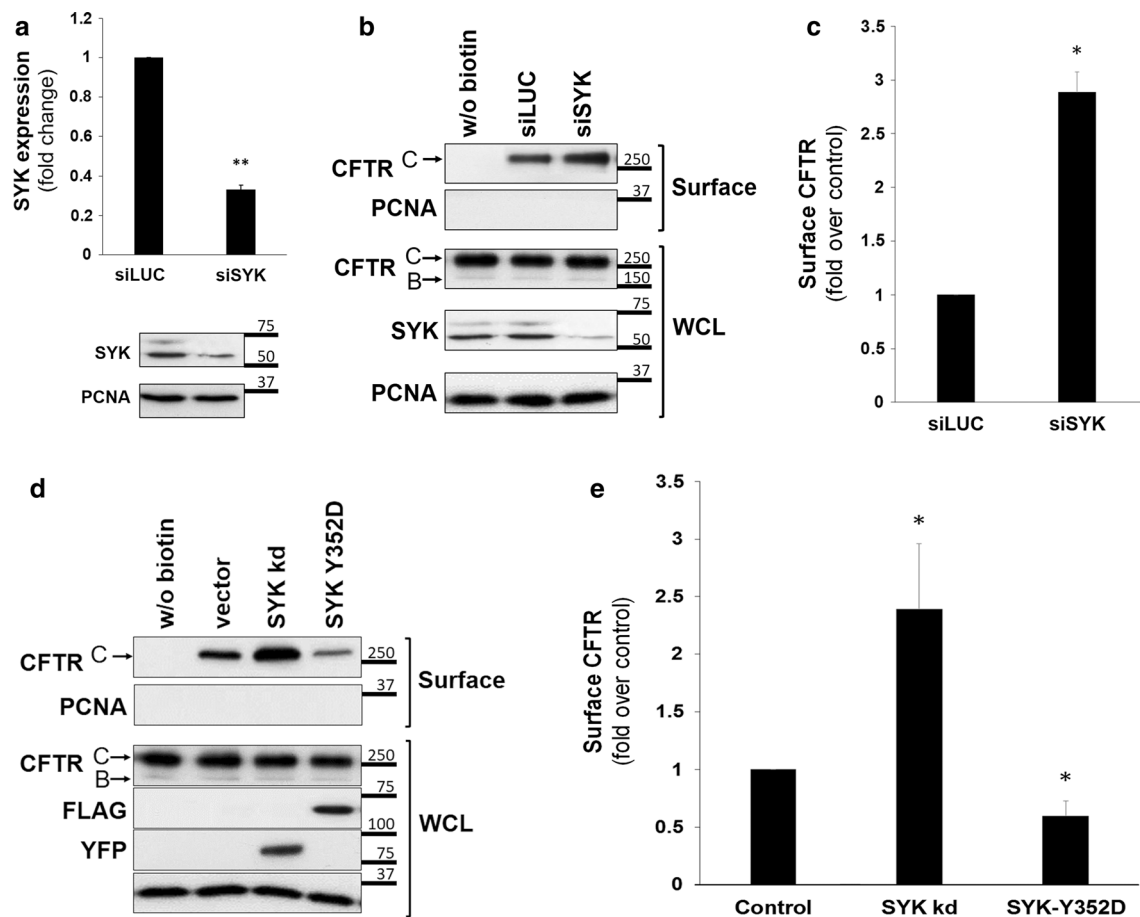 a
SYK expression
(fold change)
1.2
1
0.8
0.6
0.4
0.2
0
**
siLUC
siSYK
SYK
75
50
PCNA
37
b
w/o biotin
siLUC
siSYK
CFTR
C
250
PCNA
37
Surface
CFTR
C
B
250
150
SYK
75
50
PCNA
37
WCL
c
Surface CFTR
(fold over control)
3.5
3
2.5
2
1.5
1
0.5
0
*
siLUC
siSYK
d
w/o biotin
vector
SYK kd
SYK Y352D
CFTR
C
250
PCNA
37
Surface
CFTR
C
B
250
FLAG
75
YFP
100
75
37
WCL
e
Surface CFTR
(fold over control)
3.5
3
2.5
2
1.5
1
0.5
0
*
*
Control
SYK kd
SYK-Y352D